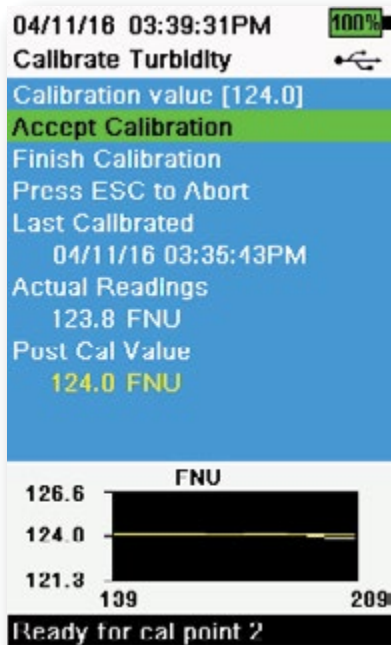 04/11/16 03:39:31PM 100%
Calibrate Turbidity
Calibration value [124.0]
Accept Calibration
Finish Calibration
Press ESC to Abort
Last Calibrated
04/11/16 03:35:43PM
Actual Readings
123.8 FNU
Post Cal Value
124.0 FNU
FNU
126.6
124.0
121.3
139 209
Ready for cal point 2